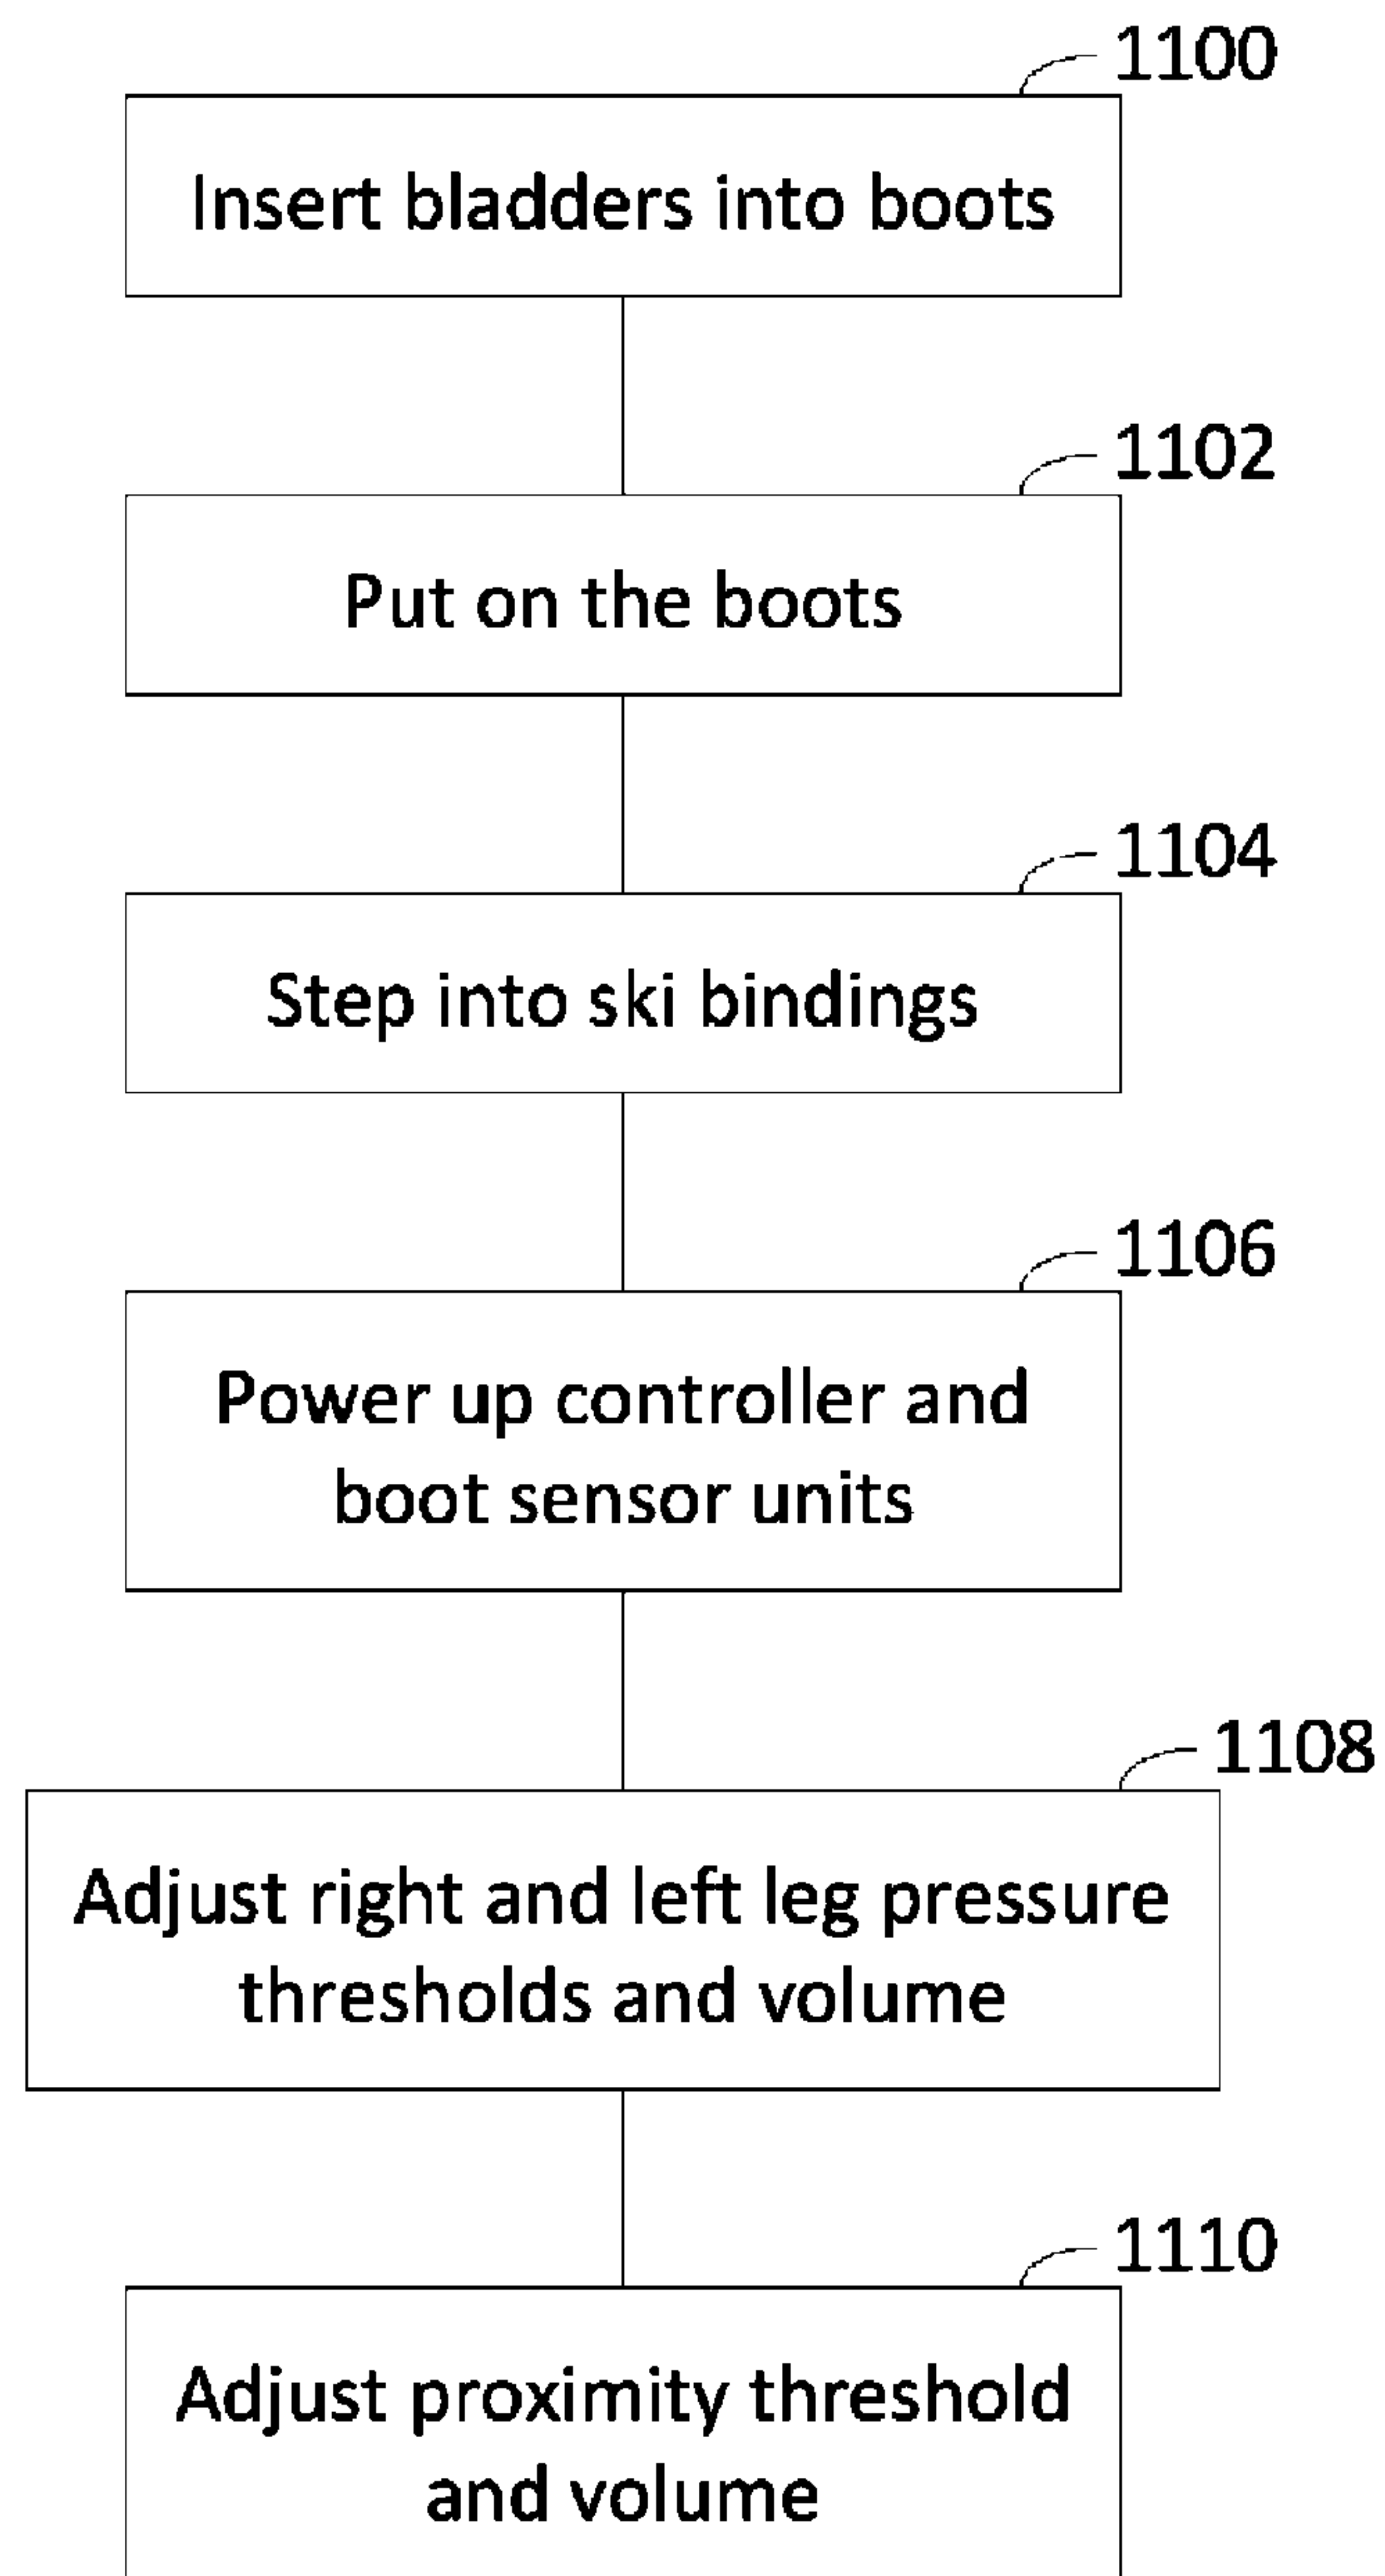 1100
Insert bladders into boots
1102
Put on the boots
1104
Step into ski bindings
1106
Power up controller and
boot sensor units
1108
Adjust right and left leg pressure
thresholds and volume
1110
Adjust proximity threshold
and volume